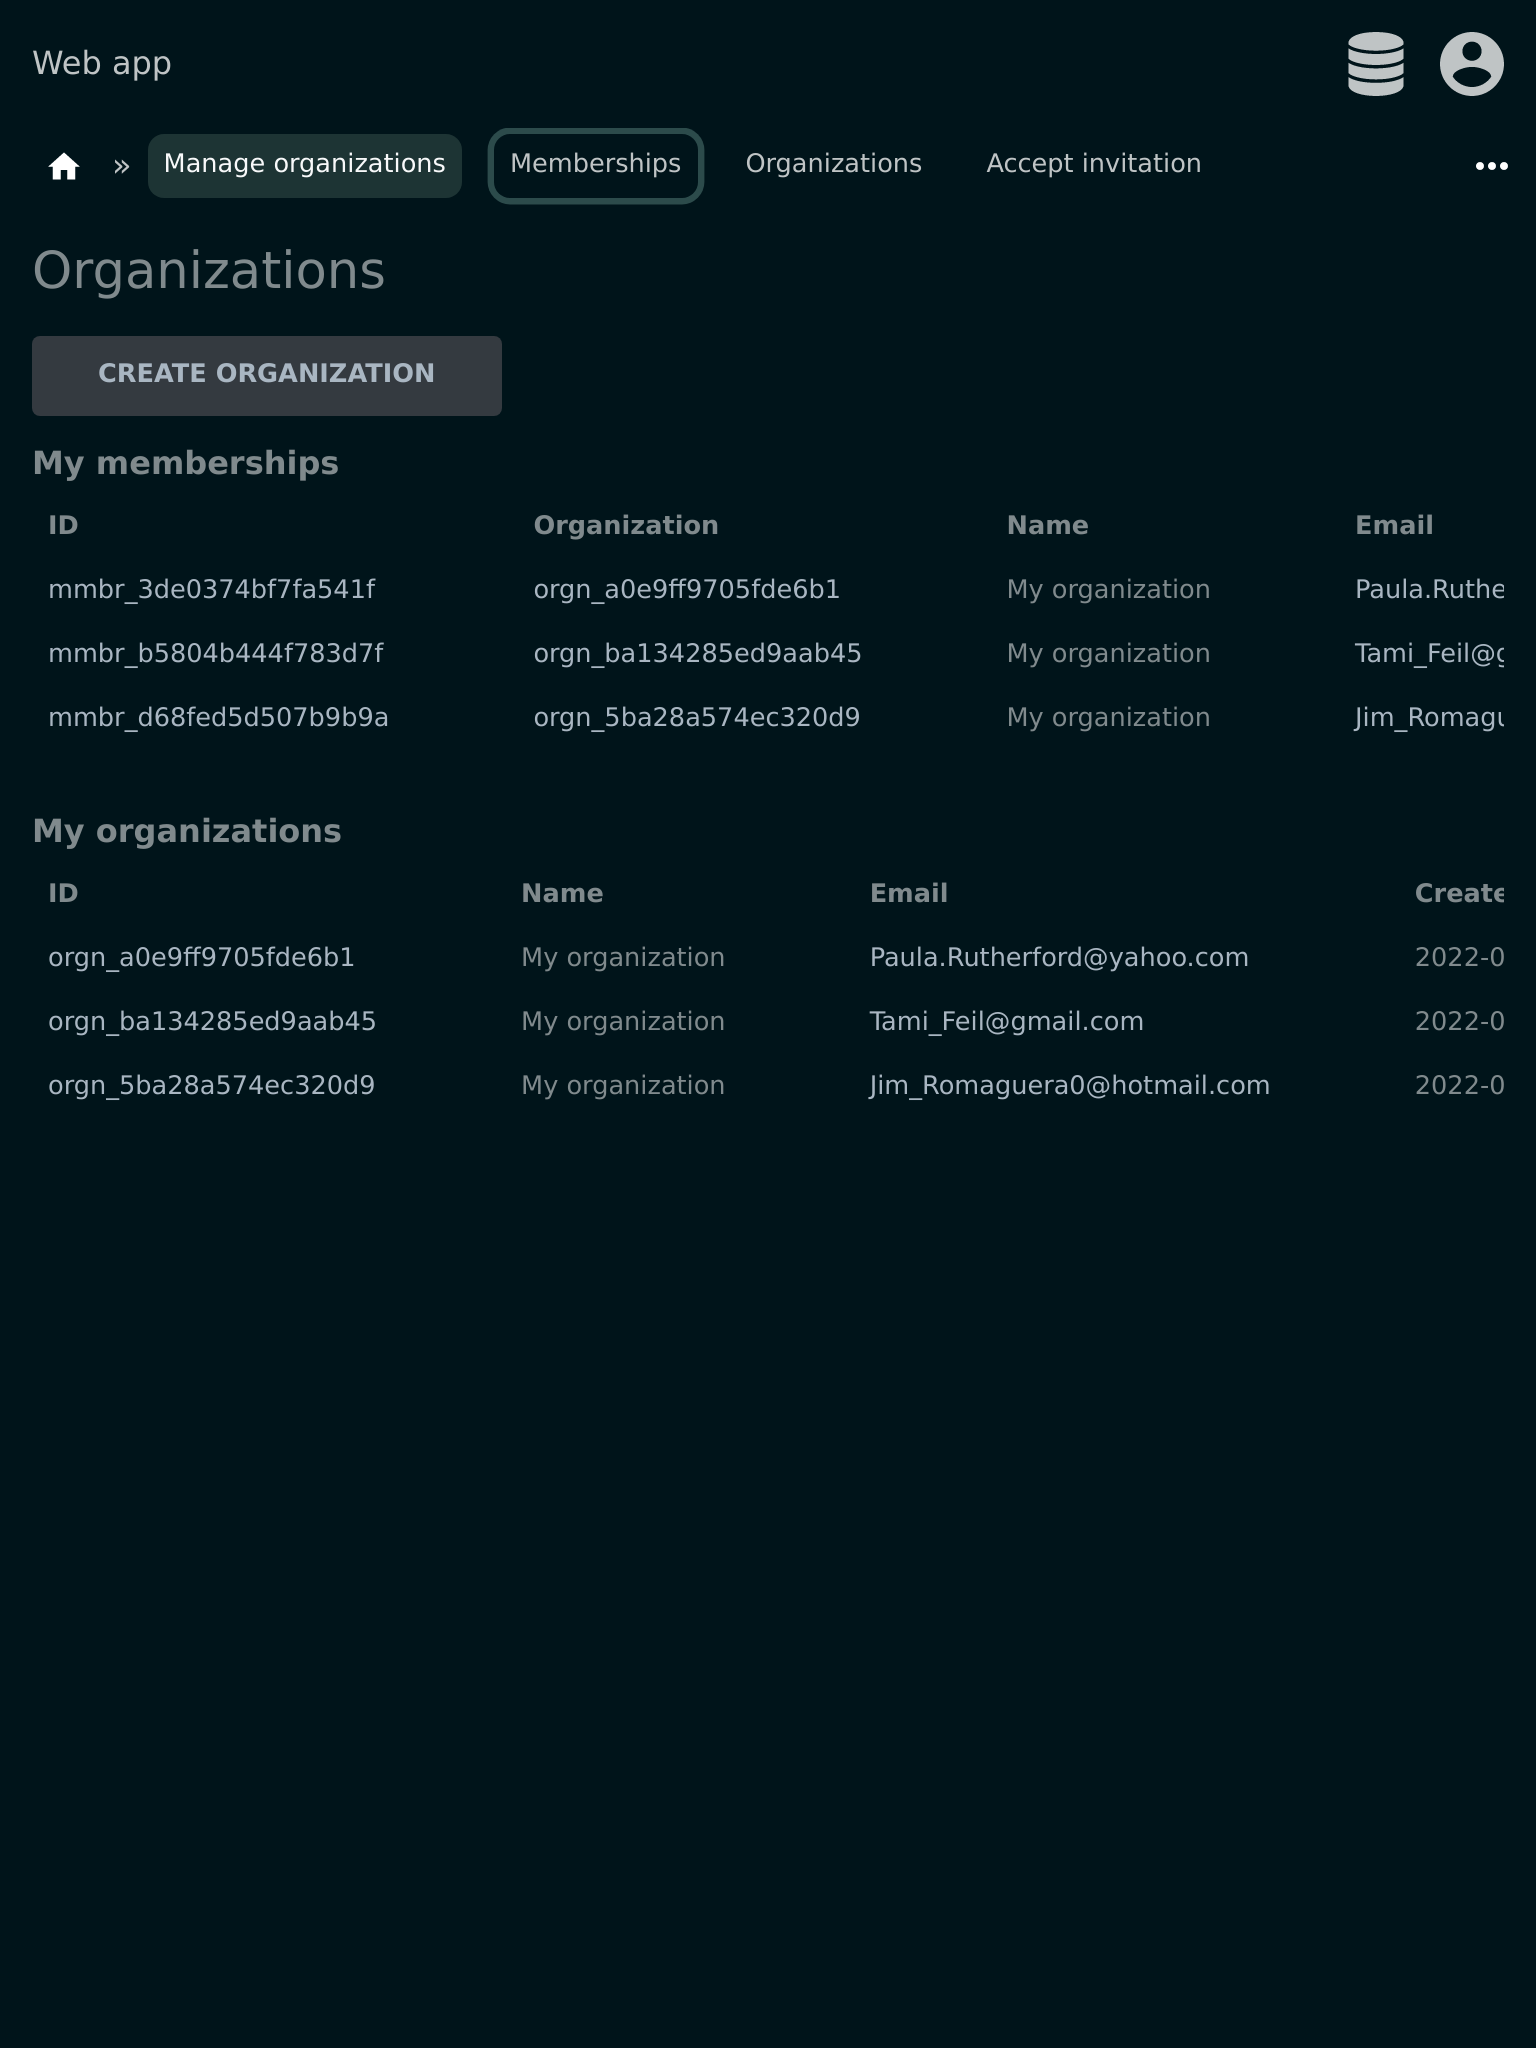 Web app
» Manage organizations Memberships Organizations Accept invitation
Organizations
CREATE ORGANIZATION
My memberships
ID Organization Name Email
mmbr_3de0374bf7fa541f orgn_a0e9ff9705fde6b1 My organization Paula.Ruthe
mmbr_b5804b444f783d7f orgn_ba134285ed9aab45 My organization Tami_Feil@g
mmbr_d68fed5d507b9b9a orgn_5ba28a574ec320d9 My organization Jim_Romagu
My organizations
ID Name Email Create
orgn_a0e9ff9705fde6b1 My organization Paula.Rutherford@yahoo.com 2022-0
orgn_ba134285ed9aab45 My organization Tami_Feil@gmail.com 2022-0
orgn_5ba28a574ec320d9 My organization Jim_Romaguera0@hotmail.com 2022-0